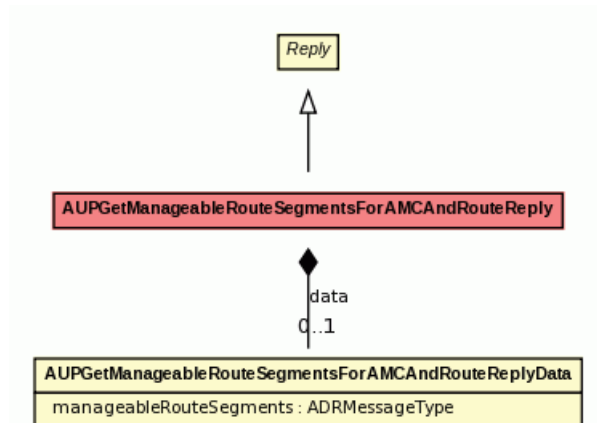 Reply
AUPGetManageableRouteSegmentsForAMCAndRouteReply
data
0..1
AUPGetManageableRouteSegmentsForAMCAndRouteReplyData
manageableRouteSegments : ADRMessageType